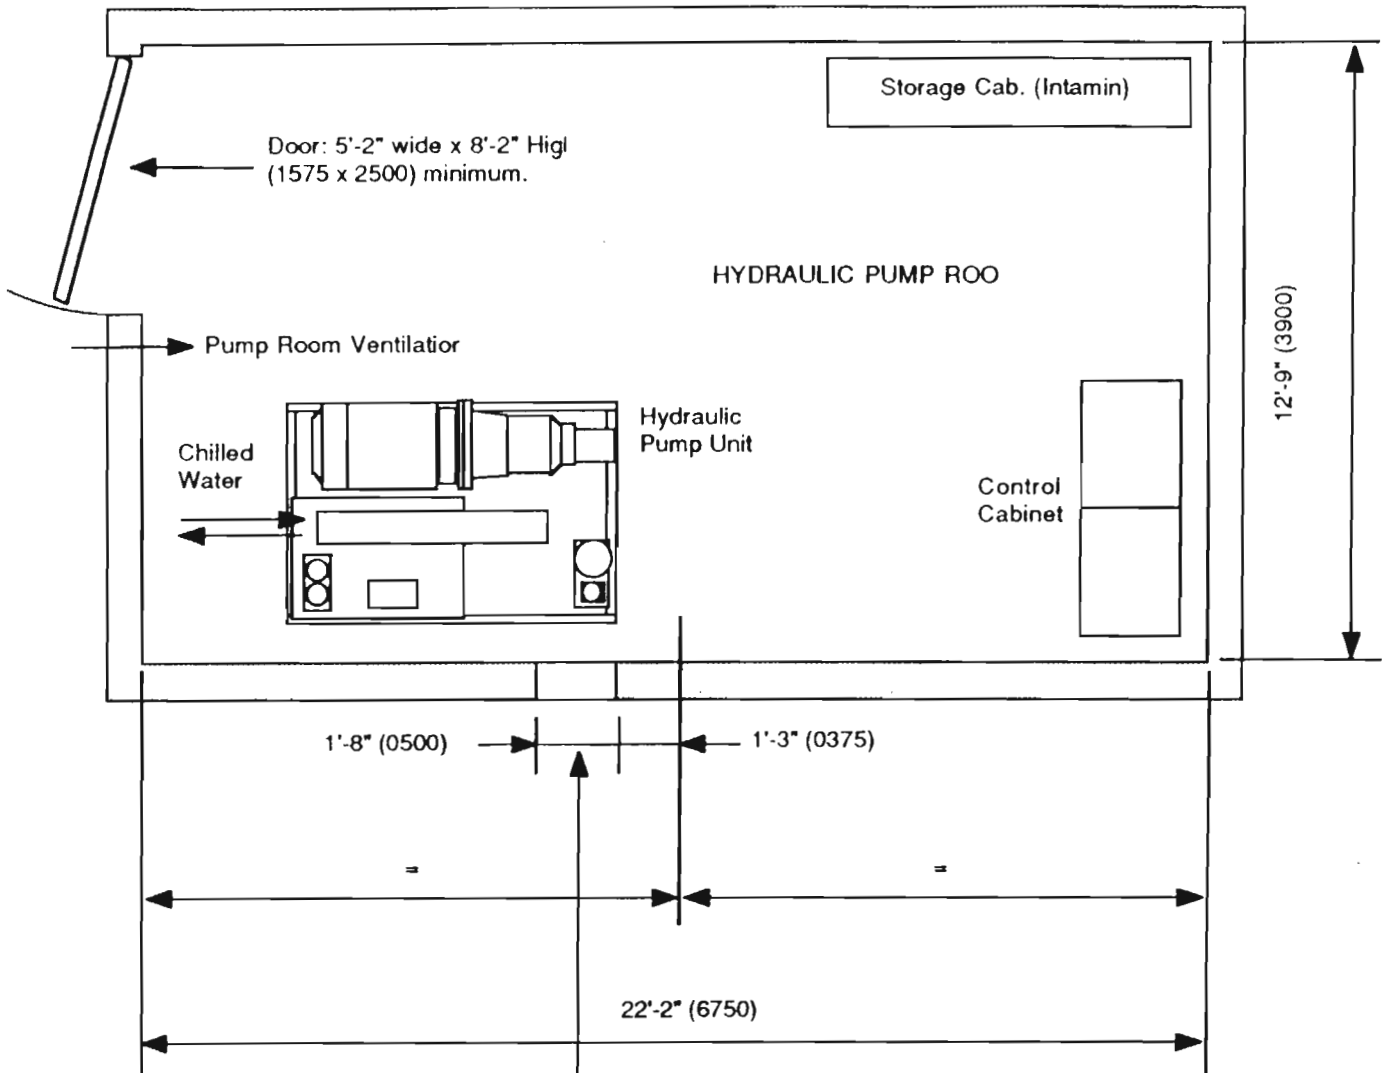 Storage Cab. (Intamin)
Door: 5'-2" wide x 8'-2" Higl
(1575 x 2500) minimum.
HYDRAULIC PUMP ROO
12'-9" (3900)
Pump Room Ventilatior
Hydraulic
Pump Unit
Chilled
Water
Control
Cabinet
1'-8" (0500)
1'-3" (0375)
=
=
22'-2" (6750)